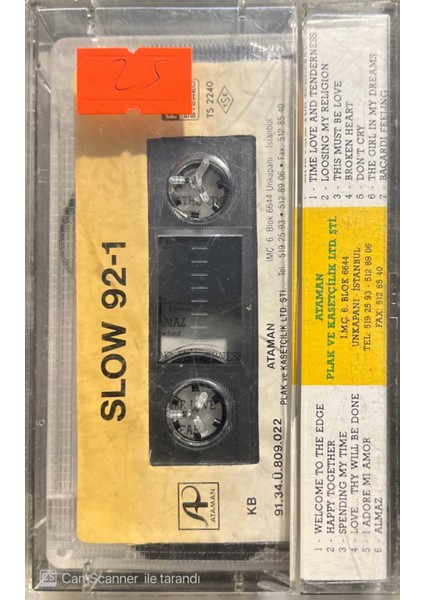 25
STEREO
TS 2240
SLOW 92-1
ATAMAN
KB
91.34.Ü.809.022
ATAMAN
PLAK ve KASETÇİLİK LTD. ŞTİ.
İMÇ. 6. Blok 6644 Unkapanı - İstanbul
Tel: 519 25 93 • 512 89 06 • Fax: 512 85 40
1 - WELCOME TO THE EDGE
2 - HAPPY TOGETHER
3 - SPENDING MY TIME
4 - LOVE... THY WILL BE DONE
5 - I ADORE MI AMOR
6 - ALMAZ
ATAMAN
PLAK VE KASETÇİLİK LTD. ŞTİ.
İ.M.Ç. 6. BLOK 6644
UNKAPANI - İSTANBUL
TEL: 519 25 93 - 512 89 06
FAX: 512 85 40
1 - TIME LOVE AND TENDERNESS
2 - LOOSING MY RELIGION
3 - THIS MUST BE LOVE
4 - BROKEN HEART
5 - DON'T CRY
6 - THE GIRL IN MY DREAMS
7 - BACARDI FEELING
CS CamScanner ile tarandı